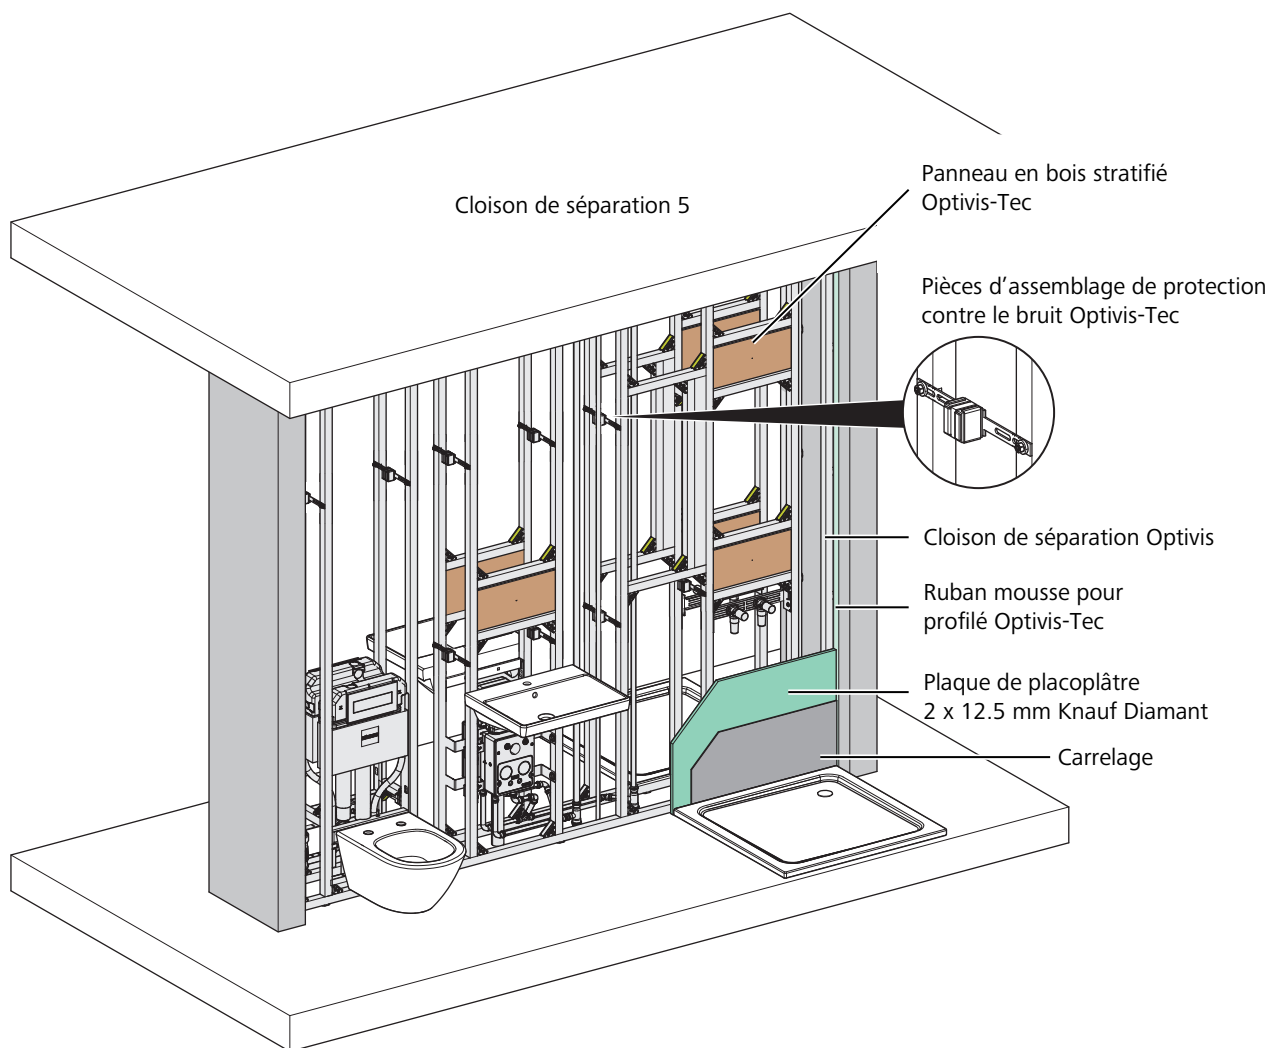 Cloison de séparation 5
Panneau en bois stratifié
Optivis-Tec
Pièces d’assemblage de protection
contre le bruit Optivis-Tec
Cloison de séparation Optivis
Ruban mousse pour
profilé Optivis-Tec
Plaque de placoplâtre
2 x 12.5 mm Knauf Diamant
Carrelage